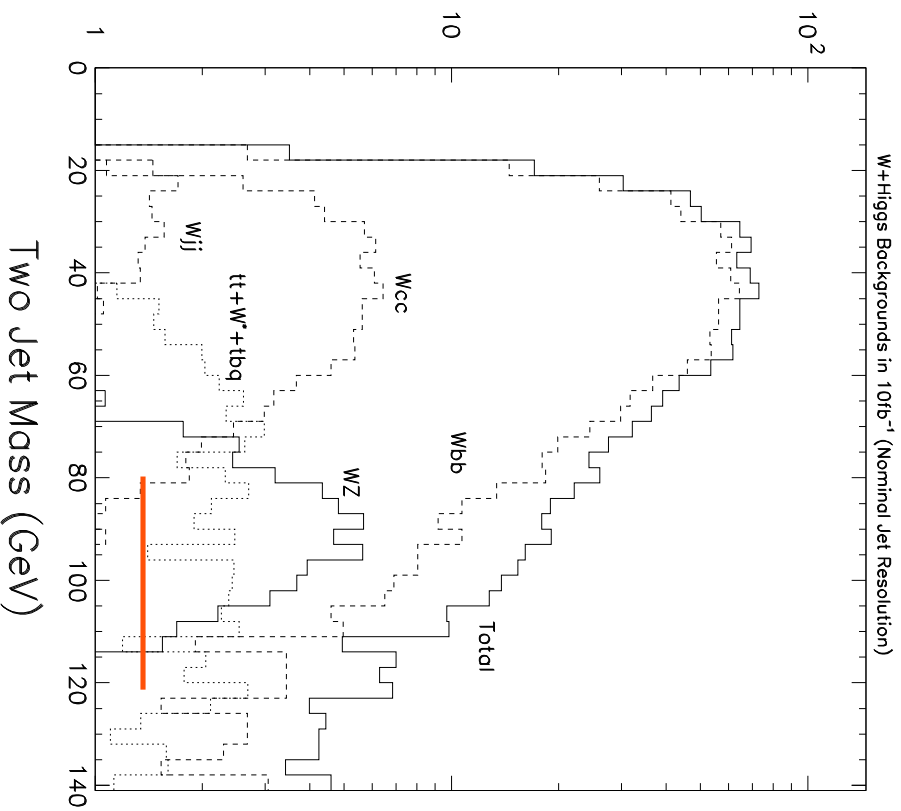 W+Higgs Backgrounds in 10fb⁻¹ (Nominal Jet Resolution)
10²
10
1
Total
Wbb
Wcc
WZ
tt+W*+tbq
Wjj
0
20
40
60
80
100
120
140
Two Jet Mass (GeV)